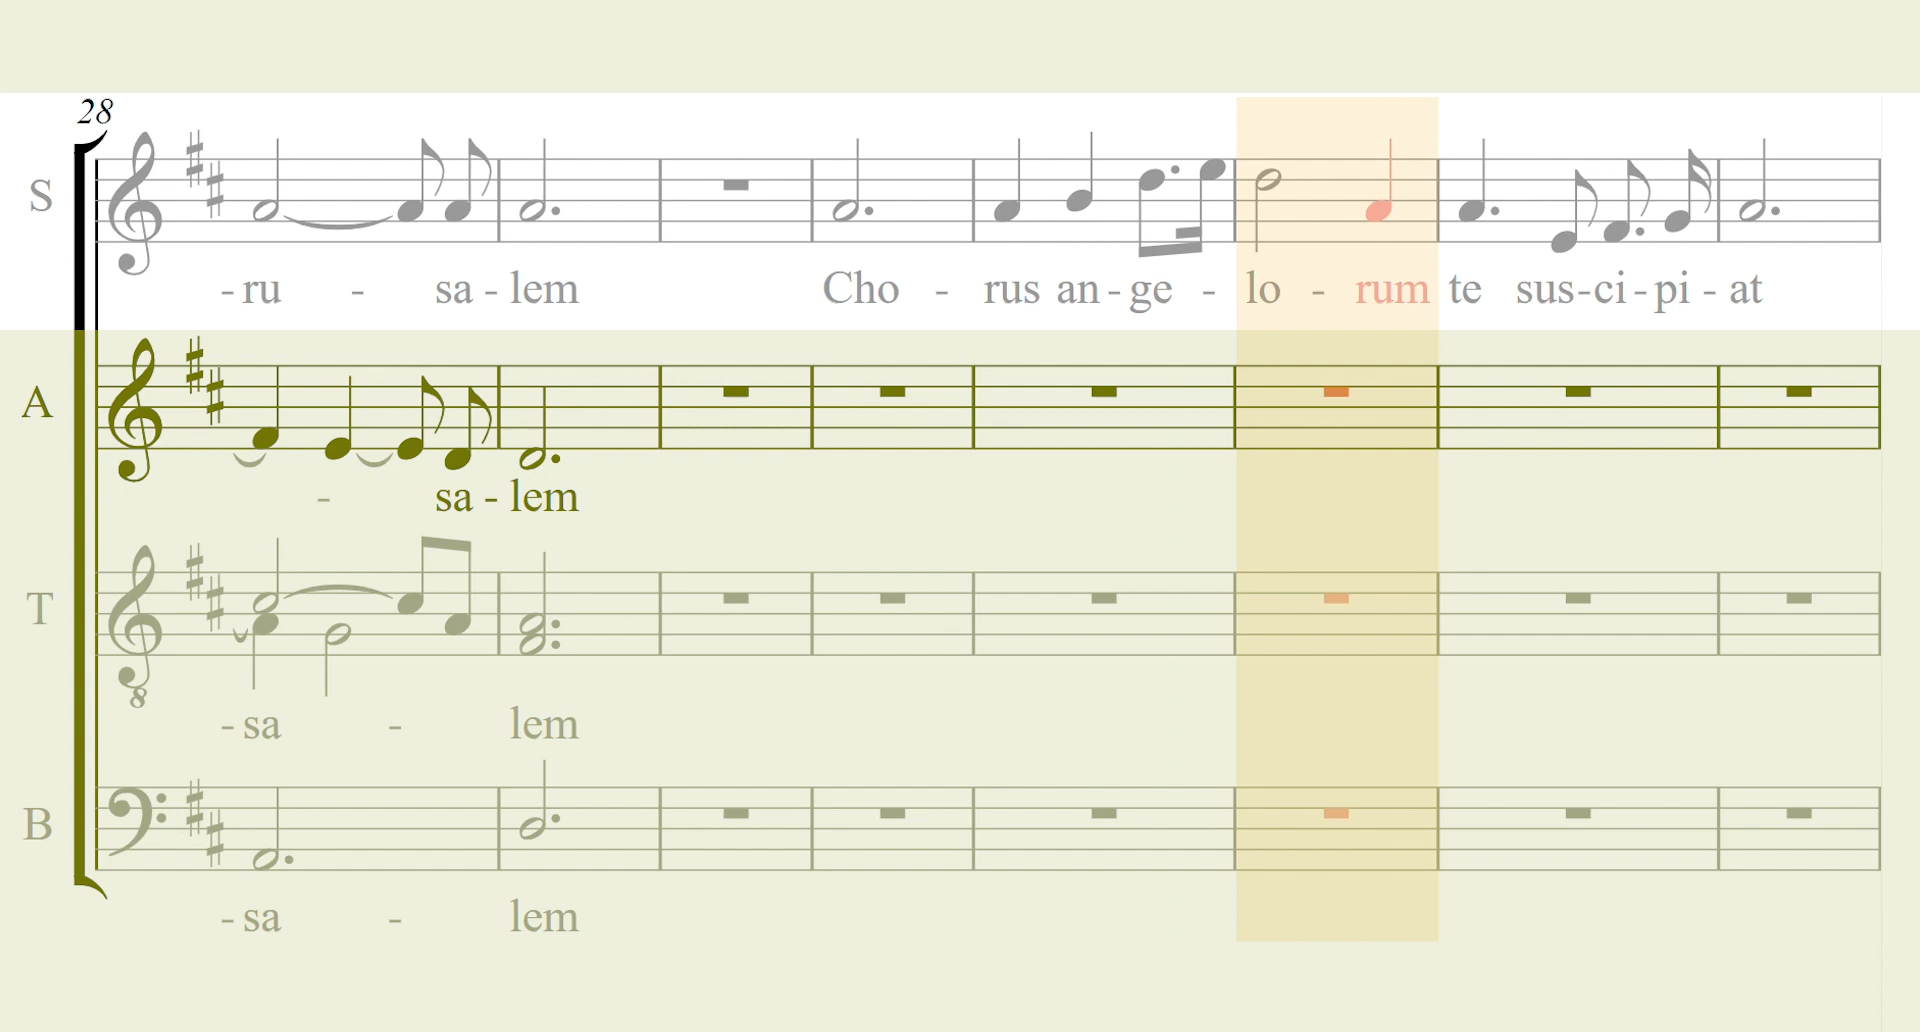 28
S
- ru - sa - lem Cho - rus an - ge - lo - rum te sus - ci - pi - at
A
- sa - lem
T
8
- sa - lem
B
- sa - lem